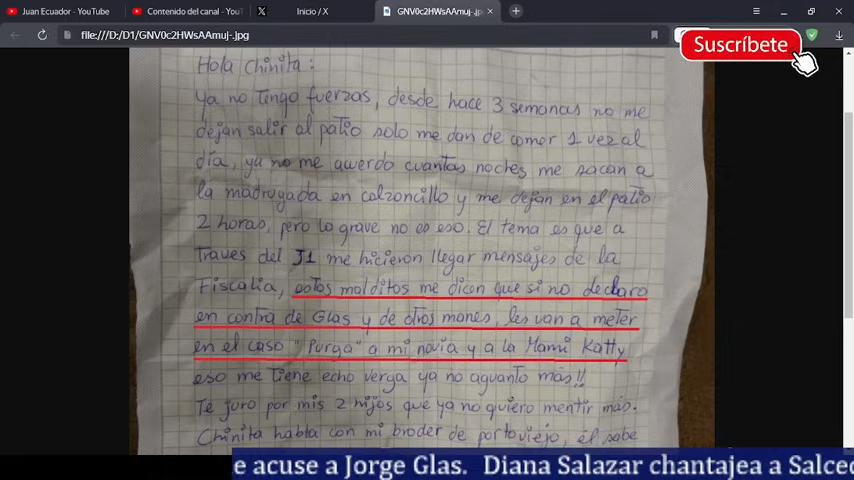 Juan Ecuador - YouTube
Contenido del canal - YouT
Inicio / X
GNV0c2HWsAAmuj-.jpg
file:///D:/D1/GNV0c2HWsAAmuj-.jpg
Suscríbete
Hola Chinita:
Ya no tengo fuerzas, desde hace 3 semanas no me
dejan salir al patio solo me dan de comer 1 vez al
día, ya no me acuerdo cuantas noches me sacan a
la madrugada en calzoncillo y me dejan en el patio
2 horas, pero lo grave no es eso. El tema es que a
traves del J1 me hicieron llegar mensajes de la
Fiscalia, estos malditos me dicen que si no declaro
en contra de Glas y de otros manes, les van a meter
en el caso "Purga" a mi novia y a la Mami Katty
eso me tiene echo verga ya no aguanto más!!
Te juro por mis 2 hijos que ya no quiero mentir más.
Chinita habla con mi broder de portoviejo, él sabe
e acuse a Jorge Glas. Diana Salazar chantajea a Salced